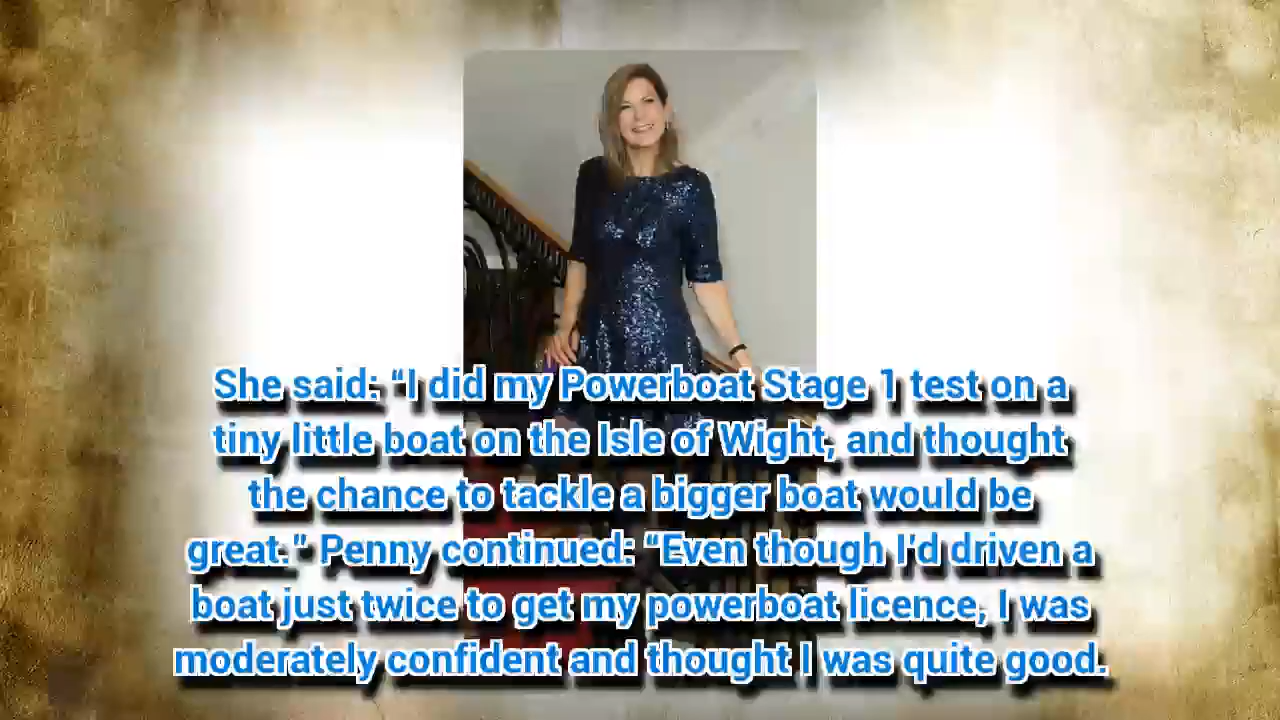 She said: “I did my Powerboat Stage 1 test on a
tiny little boat on the Isle of Wight, and thought
the chance to tackle a bigger boat would be
great.” Penny continued: “Even though I’d driven a
boat just twice to get my powerboat licence, I was
moderately confident and thought I was quite good.